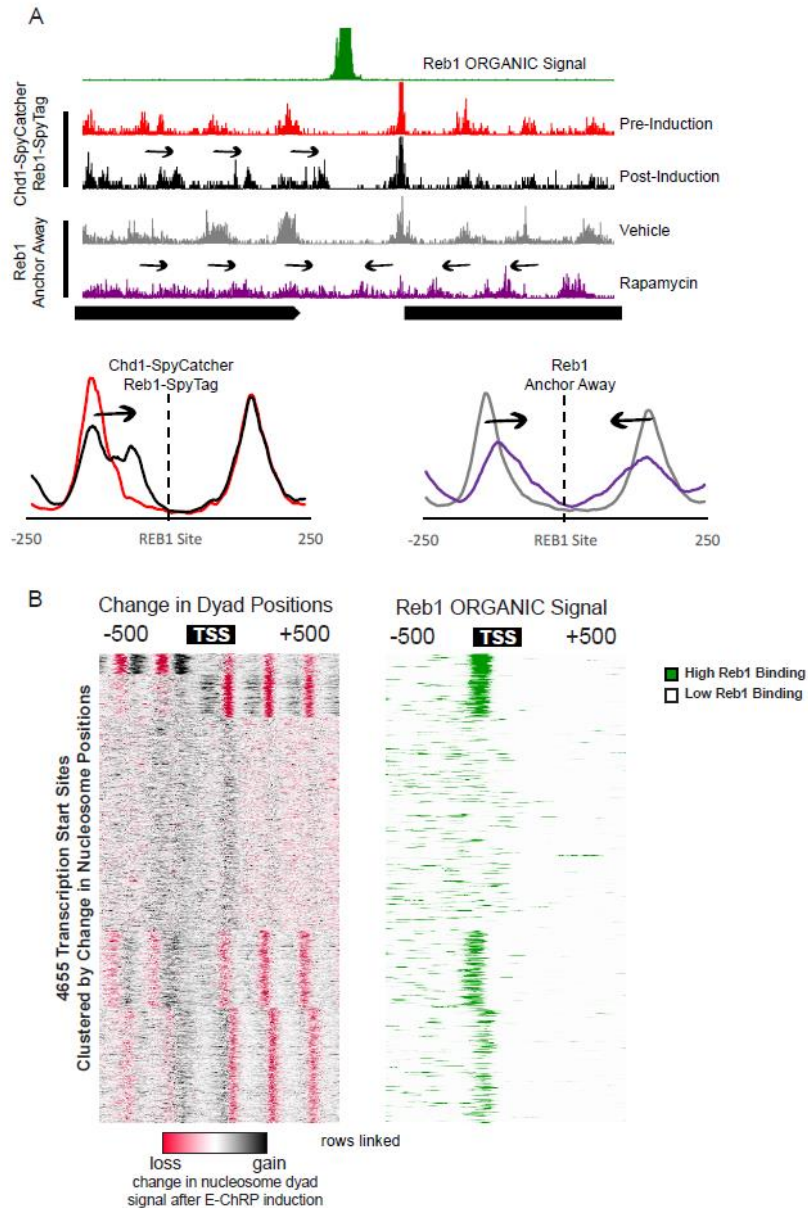 A
Reb1 ORGANIC Signal
Chd1-SpyCatcher
Reb1-SpyTag
Pre-Induction
Post-Induction
Reb1
Anchor Away
Vehicle
Rapamycin
Chd1-SpyCatcher
Reb1-SpyTag
-250
REB1 Site
250
Reb1
Anchor Away
-250
REB1 Site
250
B
Change in Dyad Positions
-500 TSS +500
Reb1 ORGANIC Signal
-500 TSS +500
High Reb1 Binding
Low Reb1 Binding
4655 Transcription Start Sites
Clustered by Change in Nucleosome Positions
loss gain
rows linked
change in nucleosome dyad
signal after E-ChRP induction